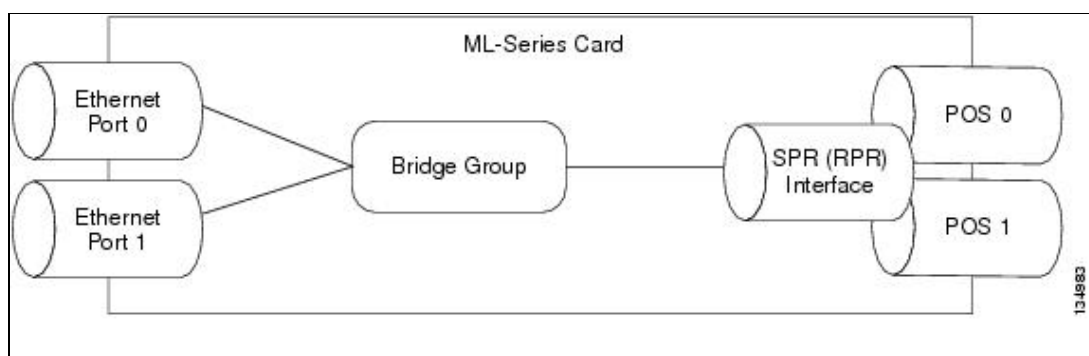 ML-Series Card
Ethernet
Port 0
Ethernet
Port 1
Bridge Group
SPR (RPR)
Interface
POS 0
POS 1
134983